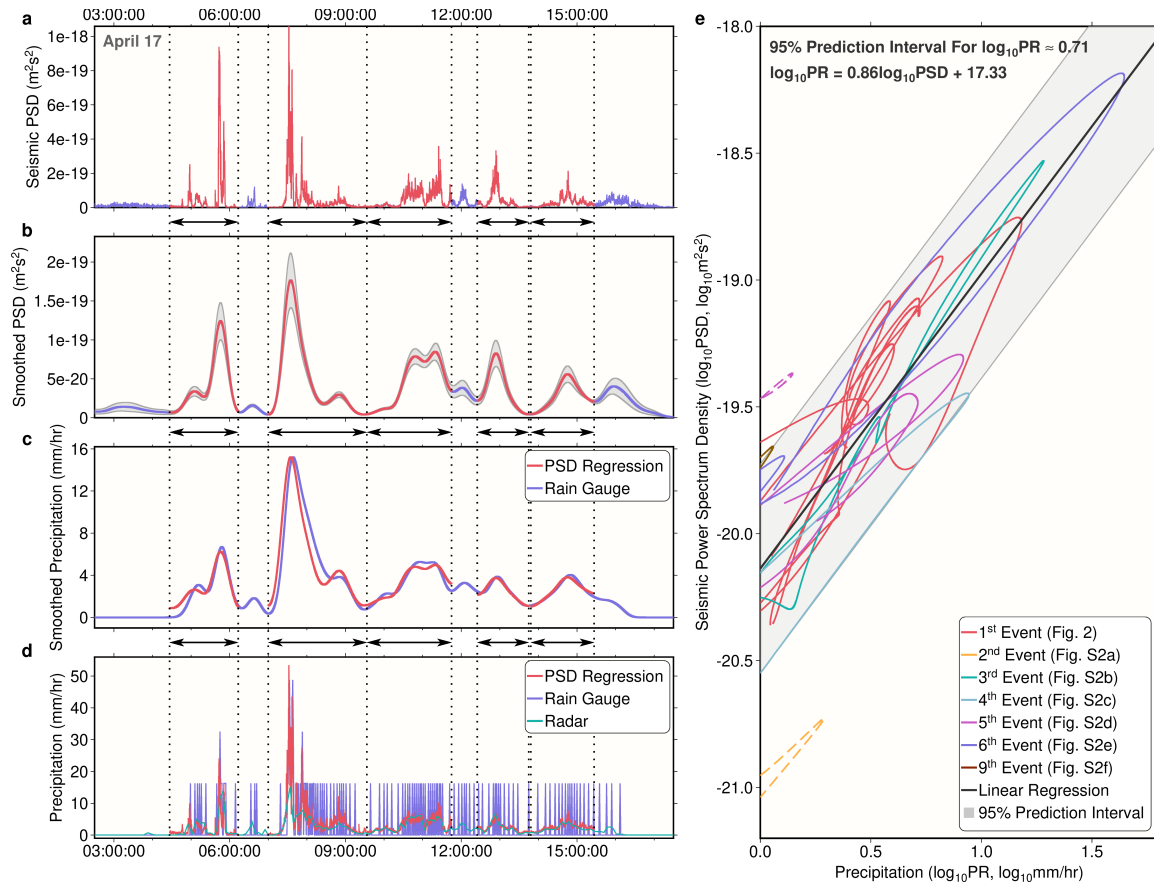 a
03:00:00 06:00:00 09:00:00 12:00:00 15:00:00
April 17
Seismic PSD (m²s²)
1e-18
8e-19
6e-19
4e-19
2e-19
0
b
Smoothed PSD (m²s²)
2e-19
1.5e-19
1e-19
5e-20
0
c
Smoothed Precipitation (mm/hr)
16
12
8
4
0
PSD Regression
Rain Gauge
d
Precipitation (mm/hr)
50
40
30
20
10
0
PSD Regression
Rain Gauge
Radar
03:00:00 06:00:00 09:00:00 12:00:00 15:00:00
e
95% Prediction Interval For log₁₀PR ≈ 0.71
log₁₀PR = 0.86log₁₀PSD + 17.33
Seismic Power Spectrum Density (log₁₀PSD, log₁₀m²s²)
-18.0
-18.5
-19.0
-19.5
-20.0
-20.5
-21.0
1ˢᵗ Event (Fig. 2)
2ⁿᵈ Event (Fig. S2a)
3ʳᵈ Event (Fig. S2b)
4ᵗʰ Event (Fig. S2c)
5ᵗʰ Event (Fig. S2d)
6ᵗʰ Event (Fig. S2e)
9ᵗʰ Event (Fig. S2f)
Linear Regression
95% Prediction Interval
0.0 0.5 1.0 1.5
Precipitation (log₁₀PR, log₁₀mm/hr)